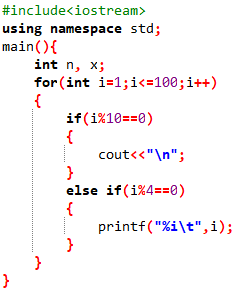 #include<iostream>
using namespace std;
main(){
    int n, x;
    for(int i=1;i<=100;i++)
    {
        if(i%10==0)
        {
            cout<<"\n";
        }
        else if(i%4==0)
        {
            printf("%i\t",i);
        }
    }
}